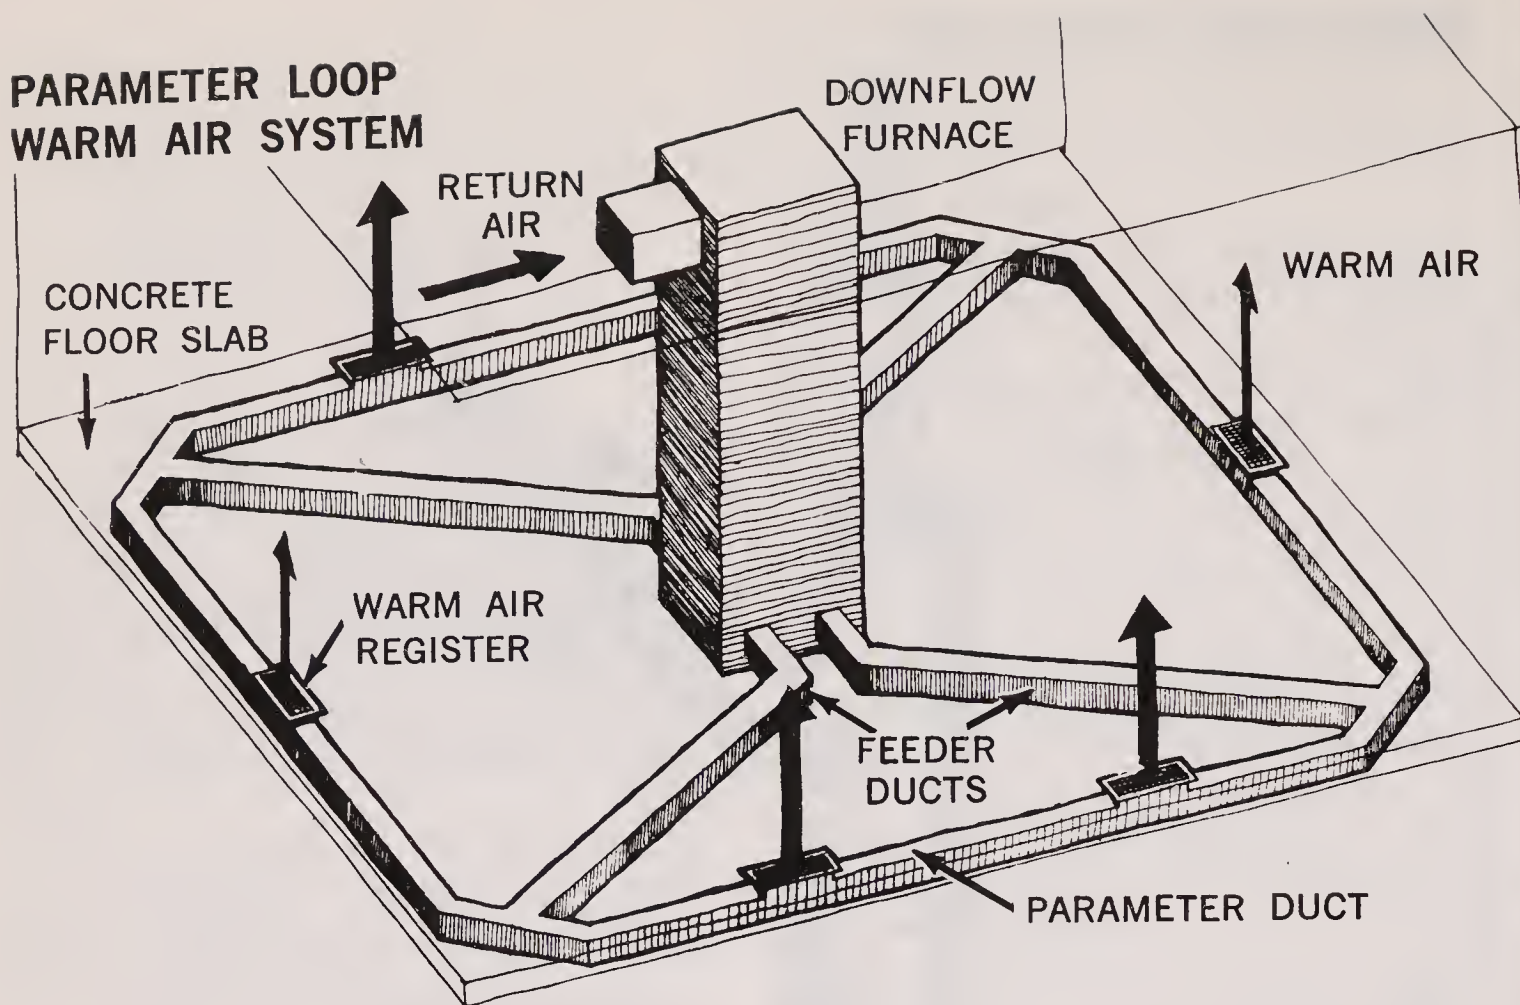 PARAMETER LOOP
WARM AIR SYSTEM
DOWNFLOW
FURNACE
RETURN
AIR
WARM AIR
CONCRETE
FLOOR SLAB
WARM AIR
REGISTER
FEEDER
DUCTS
PARAMETER DUCT